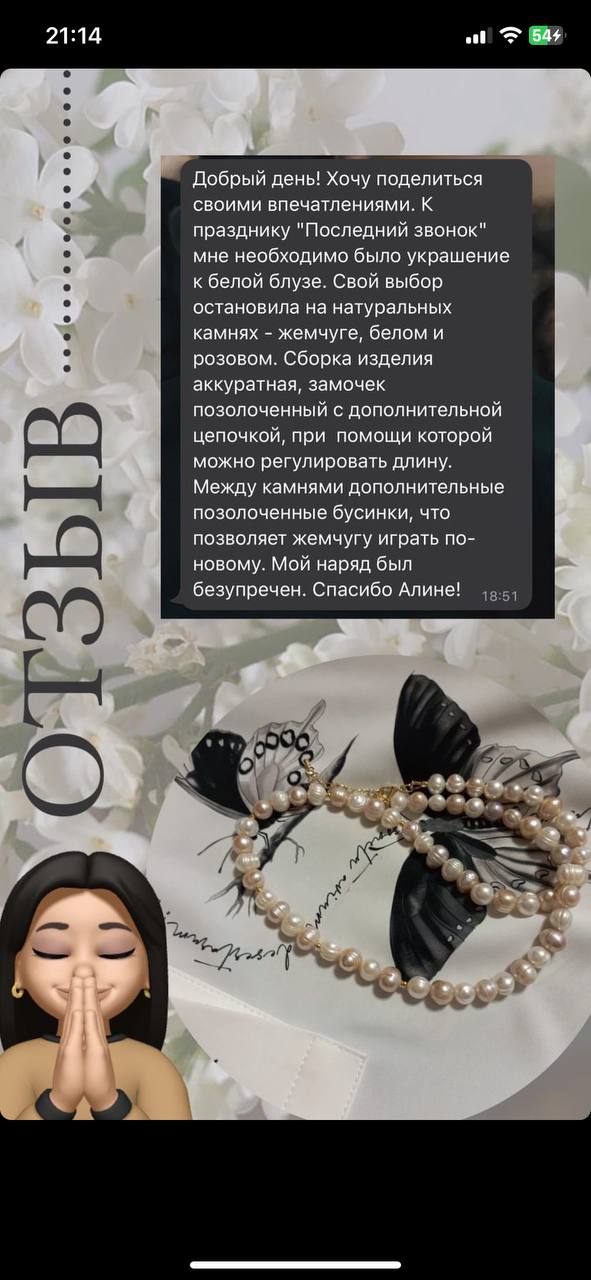 21:14
54
ОТЗЫВ
Добрый день! Хочу поделиться
своими впечатлениями. К
празднику "Последний звонок"
мне необходимо было украшение
к белой блузе. Свой выбор
остановила на натуральных
камнях - жемчуге, белом и
розовом. Сборка изделия
аккуратная, замочек
позолоченный с дополнительной
цепочкой, при  помощи которой
можно регулировать длину.
Между камнями дополнительные
позолоченные бусинки, что
позволяет жемчугу играть по-
новому. Мой наряд был
безупречен. Спасибо Алине!
18:51